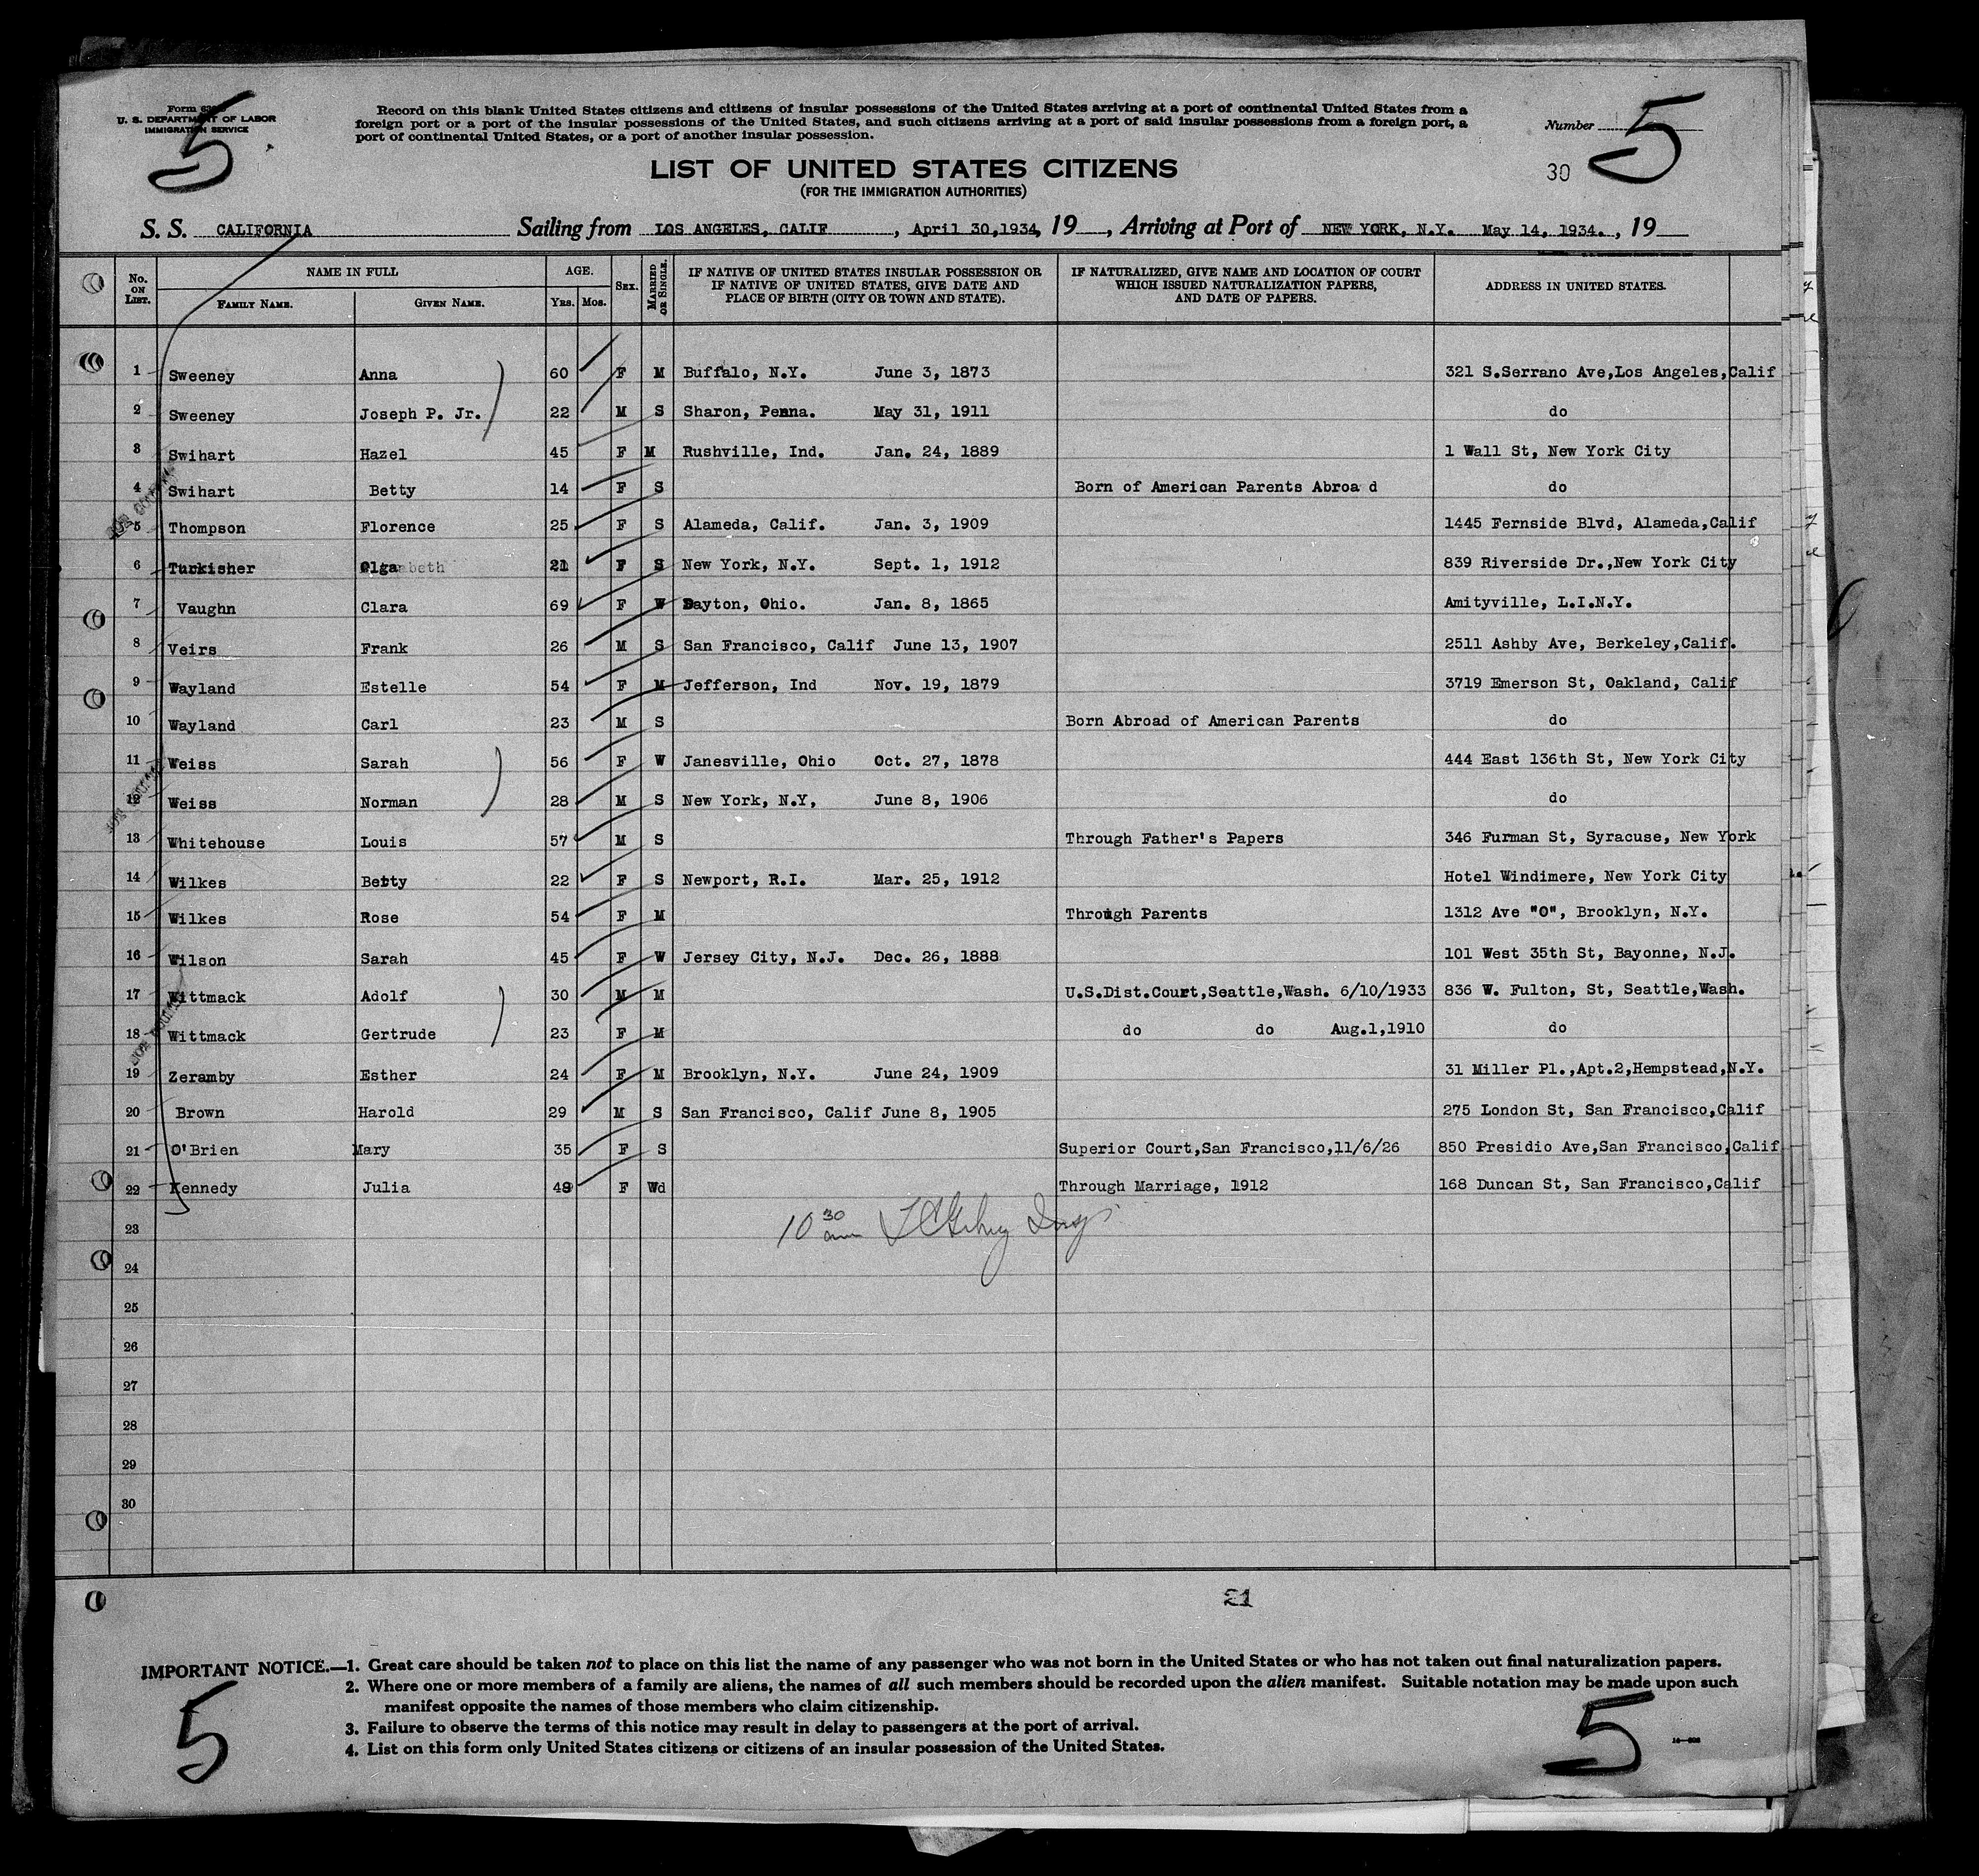 Form 630
U. S. DEPARTMENT OF LABOR
IMMIGRATION SERVICE
5
Record on this blank United States citizens and citizens of insular possessions of the United States arriving at a port of continental United States from a
foreign port or a port of the insular possessions of the United States, and such citizens arriving at a port of said insular possessions from a foreign port, a
port of continental United States, or a port of another insular possession.
Number 5
30
LIST OF UNITED STATES CITIZENS
(FOR THE IMMIGRATION AUTHORITIES)
S. S. CALIFORNIA Sailing from LOS ANGELES, CALIF , April 30,1934, 19 , Arriving at Port of NEW YORK, N.Y. May 14, 1934. , 19
No. ON LIST. NAME IN FULL FAMILY NAME. GIVEN NAME. AGE. YRS. MOS. SEX. MARRIED OR SINGLE. IF NATIVE OF UNITED STATES INSULAR POSSESSION OR IF NATIVE OF UNITED STATES, GIVE DATE AND PLACE OF BIRTH (CITY OR TOWN AND STATE). IF NATURALIZED, GIVE NAME AND LOCATION OF COURT WHICH ISSUED NATURALIZATION PAPERS, AND DATE OF PAPERS. ADDRESS IN UNITED STATES.
1 Sweeney Anna 60 F M Buffalo, N.Y. June 3, 1873 321 S.Serrano Ave,Los Angeles,Calif
2 Sweeney Joseph P. Jr. 22 M S Sharon, Penna. May 31, 1911 do
3 Swihart Hazel 45 F M Rushville, Ind. Jan. 24, 1889 1 Wall St, New York City
4 Swihart Betty 14 F S Born of American Parents Abroa d do
5 Thompson Florence 25 F S Alameda, Calif. Jan. 3, 1909 1445 Fernside Blvd, Alameda,Calif
6 Turkisher Olga 21 F S New York, N.Y. Sept. 1, 1912 839 Riverside Dr.,New York City
7 Vaughn Clara 69 F W Dayton, Ohio. Jan. 8, 1865 Amityville, L.I.N.Y.
8 Veirs Frank 26 M S San Francisco, Calif June 13, 1907 2511 Ashby Ave, Berkeley,Calif.
9 Wayland Estelle 54 F M Jefferson, Ind Nov. 19, 1879 3719 Emerson St, Oakland, Calif
10 Wayland Carl 23 M S Born Abroad of American Parents do
11 Weiss Sarah 56 F W Janesville, Ohio Oct. 27, 1878 444 East 136th St, New York City
12 Weiss Norman 28 M S New York, N.Y, June 8, 1906 do
13 Whitehouse Louis 57 M S Through Father's Papers 346 Furman St, Syracuse, New York
14 Wilkes Betty 22 F S Newport, R.I. Mar. 25, 1912 Hotel Windimere, New York City
15 Wilkes Rose 54 F M Through Parents 1312 Ave "O", Brooklyn, N.Y.
16 Wilson Sarah 45 F W Jersey City, N.J. Dec. 26, 1888 101 West 35th St, Bayonne, N.J.
17 Wittmack Adolf 30 M M U.S.Dist.Court,Seattle,Wash. 6/10/1933 836 W. Fulton, St, Seattle,Wash.
18 Wittmack Gertrude 23 F M do do Aug.1,1910 do
19 Zeramby Esther 24 F M Brooklyn, N.Y. June 24, 1909 31 Miller Pl.,Apt.2,Hempstead,N.Y.
20 Brown Harold 29 M S San Francisco, Calif June 8, 1905 275 London St, San Francisco,Calif
21 O'Brien Mary 35 F S Superior Court,San Francisco,11/6/26 850 Presidio Ave,San Francisco,Calif
22 Kennedy Julia 48 F Wd Through Marriage, 1912 168 Duncan St, San Francisco,Calif
23 10 30 am
24
25
26
27
28
29
30
21
IMPORTANT NOTICE.—1. Great care should be taken not to place on this list the name of any passenger who was not born in the United States or who has not taken out final naturalization papers.
2. Where one or more members of a family are aliens, the names of all such members should be recorded upon the alien manifest. Suitable notation may be made upon such
manifest opposite the names of those members who claim citizenship.
3. Failure to observe the terms of this notice may result in delay to passengers at the port of arrival.
4. List on this form only United States citizens or citizens of an insular possession of the United States.
5
5